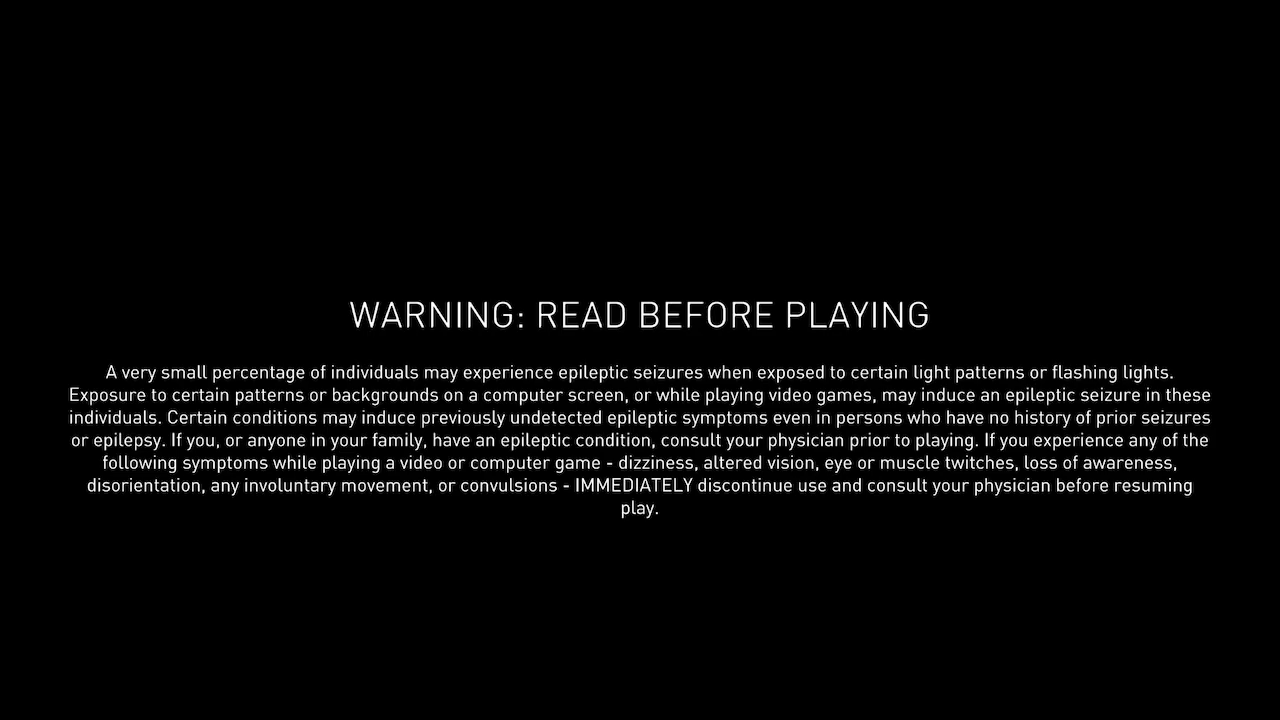 WARNING: READ BEFORE PLAYING
A very small percentage of individuals may experience epileptic seizures when exposed to certain light patterns or flashing lights.
Exposure to certain patterns or backgrounds on a computer screen, or while playing video games, may induce an epileptic seizure in these
individuals. Certain conditions may induce previously undetected epileptic symptoms even in persons who have no history of prior seizures
or epilepsy. If you, or anyone in your family, have an epileptic condition, consult your physician prior to playing. If you experience any of the
following symptoms while playing a video or computer game - dizziness, altered vision, eye or muscle twitches, loss of awareness,
disorientation, any involuntary movement, or convulsions - IMMEDIATELY discontinue use and consult your physician before resuming
play.